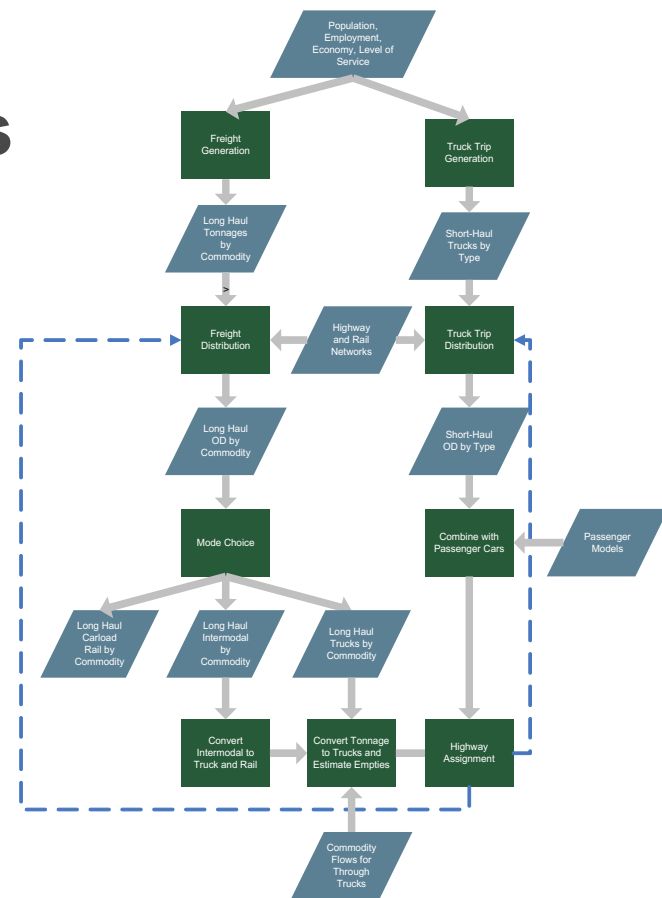 s
Population,
Employment,
Economy, Level of
Service
Freight
Generation
Truck Trip
Generation
Long Haul
Tonnages
by
Commodity
Short-Haul
Trucks by
Type
>
Freight
Distribution
Highway
and Rail
Networks
Truck Trip
Distribution
Long Haul
OD by
Commodity
Short-Haul
OD by Type
Mode Choice
Combine with
Passenger Cars
Passenger
Models
Long Haul
Carload
Rail by
Commodity
Long Haul
Intermodal
by
Commodity
Long Haul
Trucks by
Commodity
Convert
Intermodal to
Truck and Rail
Convert Tonnage
to Trucks and
Estimate Empties
Highway
Assignment
Commodity
Flows for
Through
Trucks